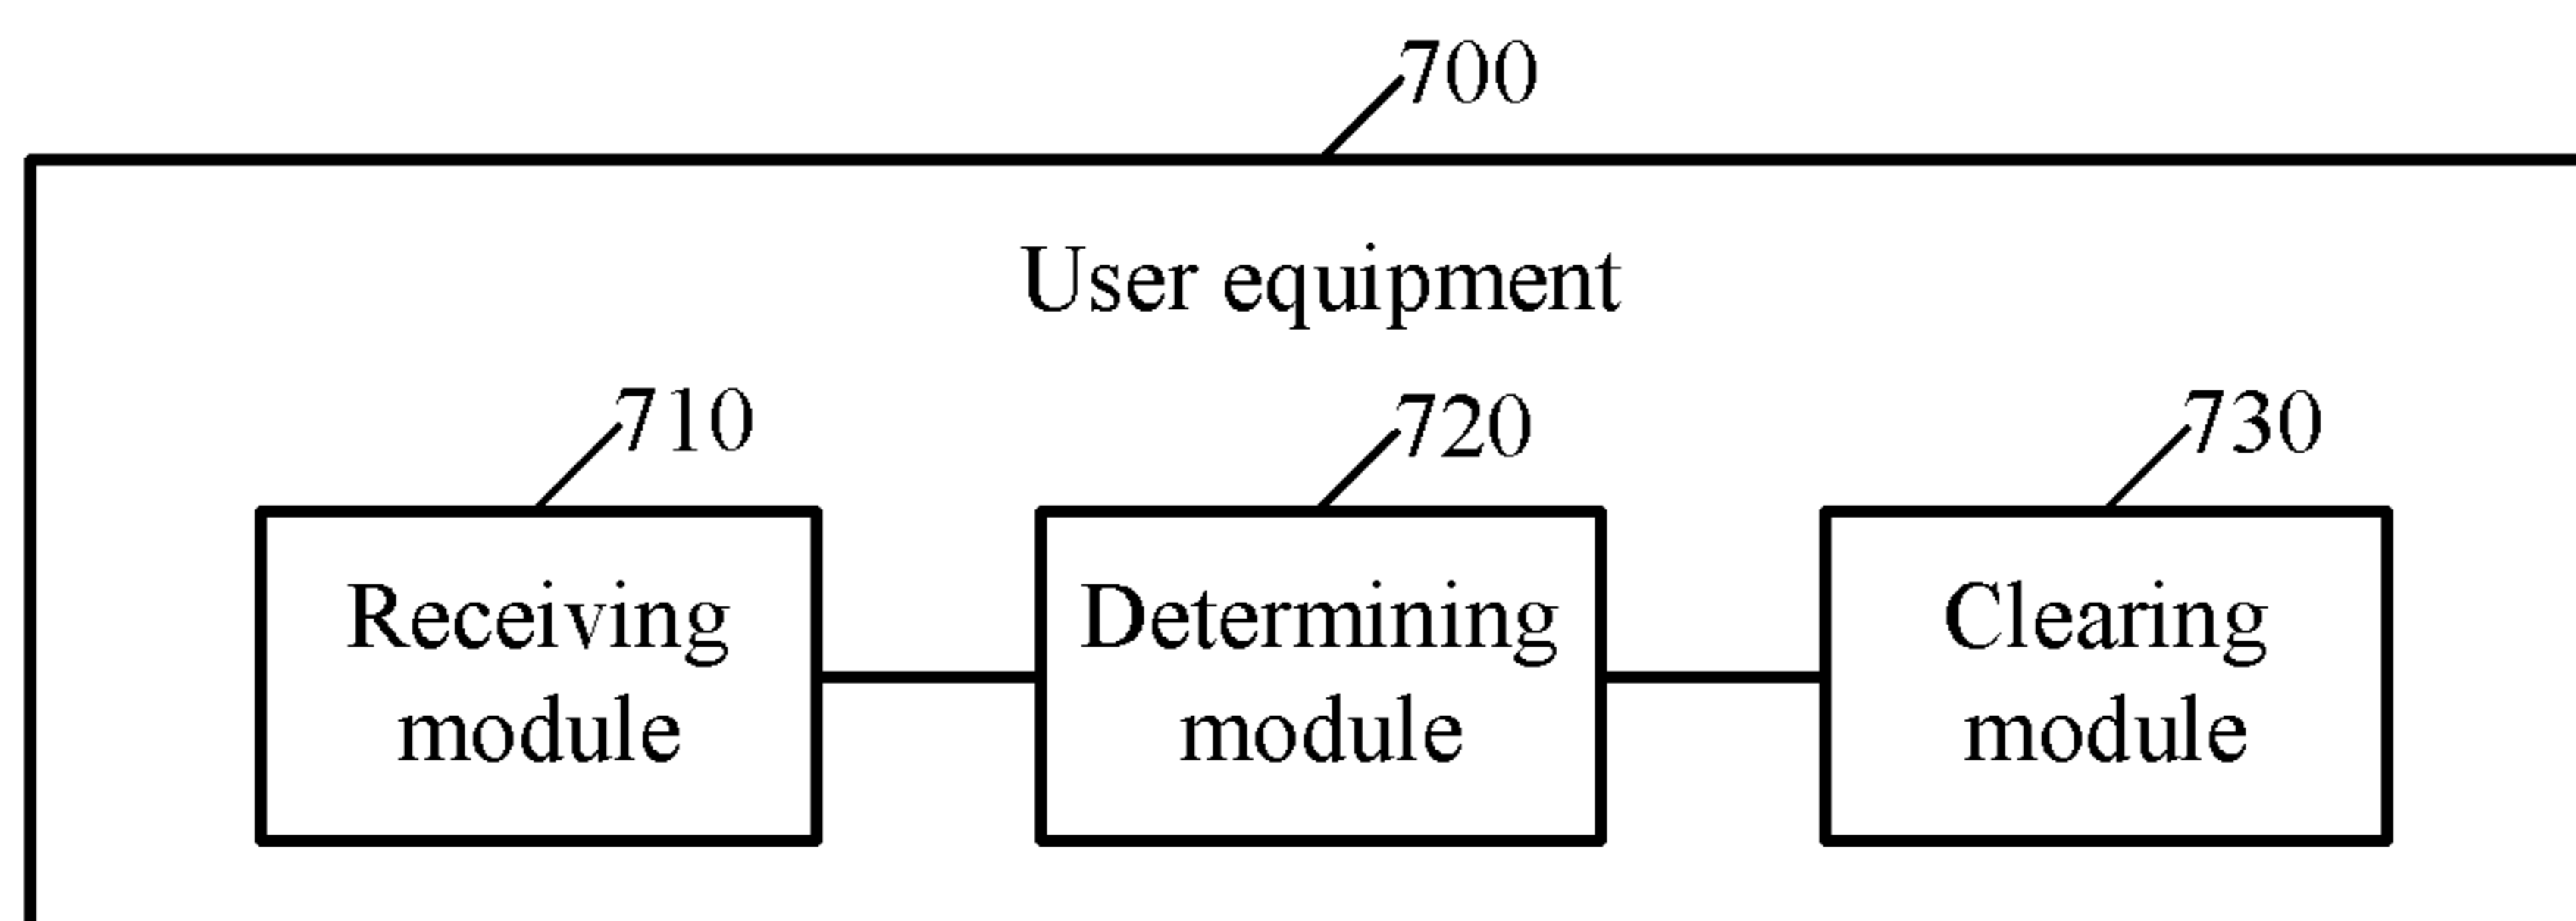 700
User equipment
710
720
730
Receiving
module
Determining
module
Clearing
module